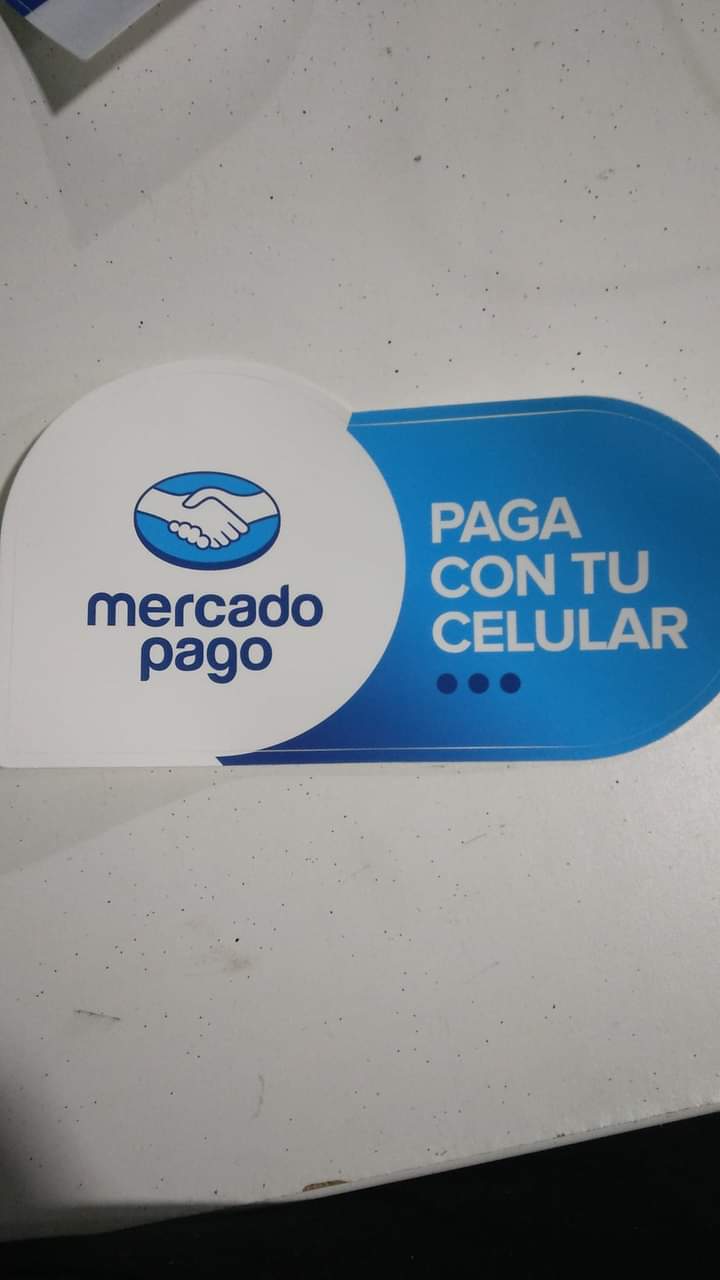 mercado
pago
PAGA
CON TU
CELULAR